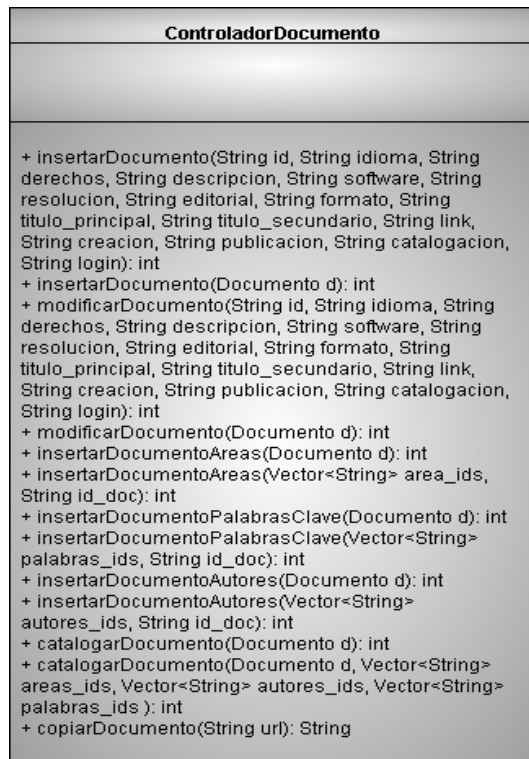 ControladorDocumento
+ insertarDocumento(String id, String idioma, String
derechos, String descripcion, String software, String
resolucion, String editorial, String formato, String
titulo_principal, String titulo_secundario, String link,
String creacion, String publicacion, String catalogacion,
String login): int
+ insertarDocumento(Documento d): int
+ modificarDocumento(String id, String idioma, String
derechos, String descripcion, String software, String
resolucion, String editorial, String formato, String
titulo_principal, String titulo_secundario, String link,
String creacion, String publicacion, String catalogacion,
String login): int
+ modificarDocumento(Documento d): int
+ insertarDocumentoAreas(Documento d): int
+ insertarDocumentoAreas(Vector<String> area_ids,
String id_doc): int
+ insertarDocumentoPalabrasClave(Documento d): int
+ insertarDocumentoPalabrasClave(Vector<String>
palabras_ids, String id_doc): int
+ insertarDocumentoAutores(Documento d): int
+ insertarDocumentoAutores(Vector<String>
autores_ids, String id_doc): int
+ catalogarDocumento(Documento d): int
+ catalogarDocumento(Documento d, Vector<String>
areas_ids, Vector<String> autores_ids, Vector<String>
palabras_ids ): int
+ copiarDocumento(String url): String